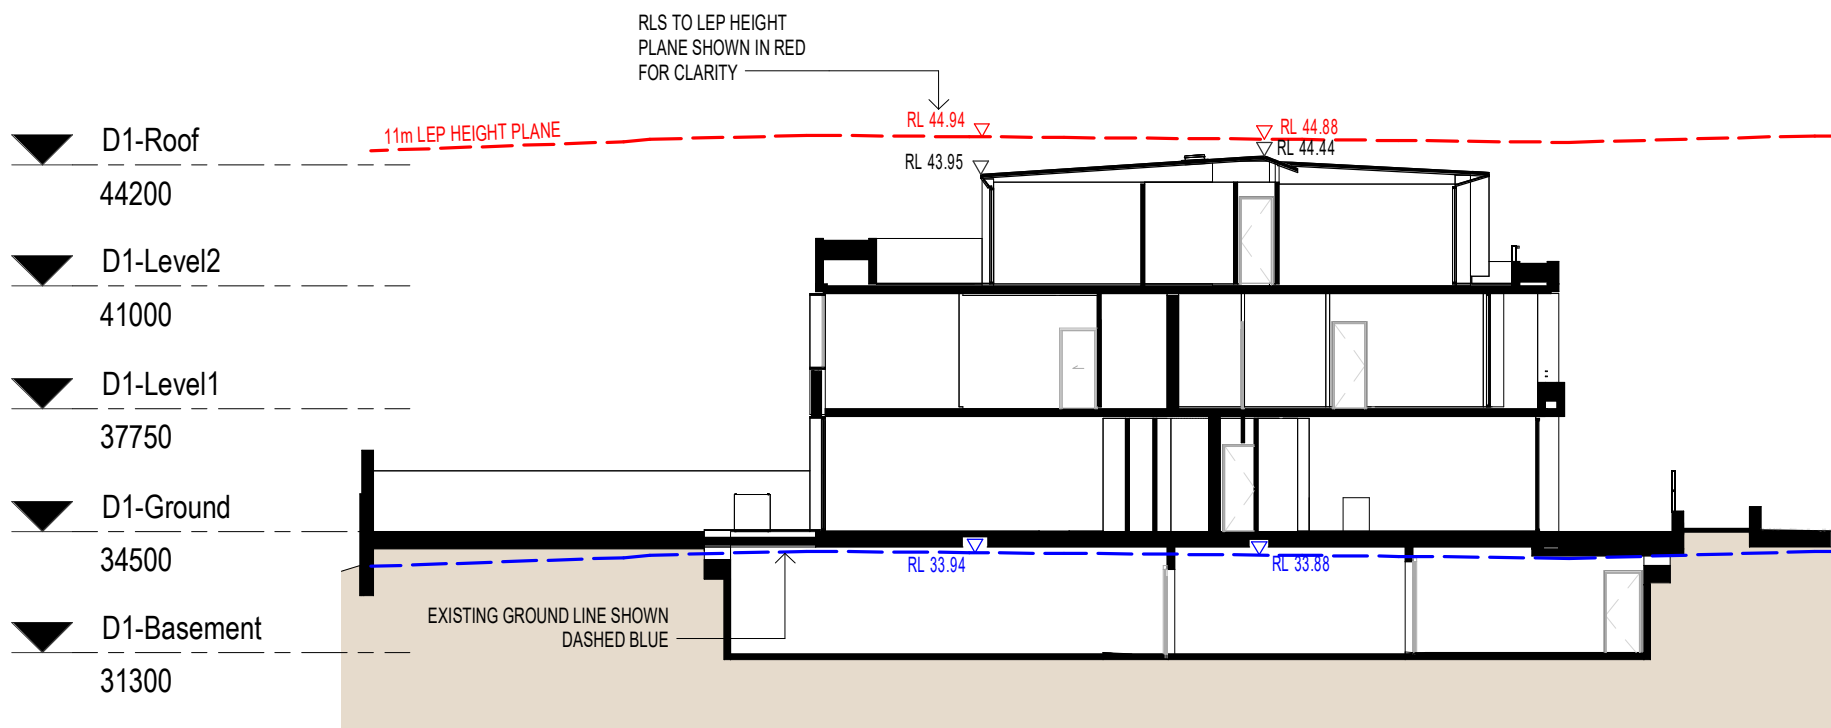 RLS TO LEP HEIGHT
PLANE SHOWN IN RED
FOR CLARITY
11m LEP HEIGHT PLANE
RL 44.94
RL 44.88
RL 44.44
RL 43.95
D1-Roof
44200
D1-Level2
41000
D1-Level1
37750
D1-Ground
34500
RL 33.94
RL 33.88
EXISTING GROUND LINE SHOWN
DASHED BLUE
D1-Basement
31300